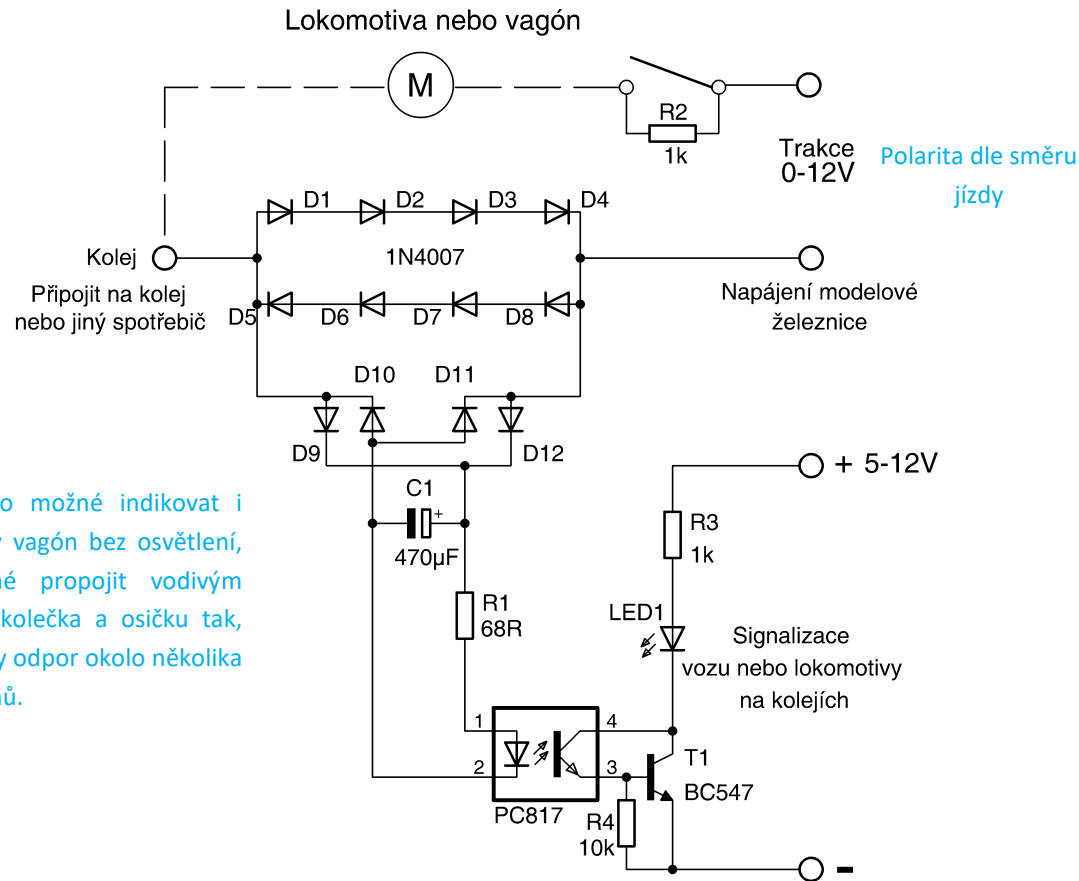 Lokomotiva nebo vagón
M
R2
1k
Trakce
0-12V
Polarita dle směru
jízdy
D1
D2
D3
D4
Kolej
1N4007
Připojit na kolej
nebo jiný spotřebič
Napájení modelové
železnice
D5
D6
D7
D8
D10
D11
D9
D12
+ 5-12V
C1
+
470µF
R3
1k
o možné indikovat i
vagón bez osvětlení,
propojit vodivým
kolečka a osičku tak,
odpor okolo několika
R1
68R
LED1
Signalizace
vozu nebo lokomotivy
na kolejích
1
4
2
3
PC817
T1
BC547
R4
10k
-